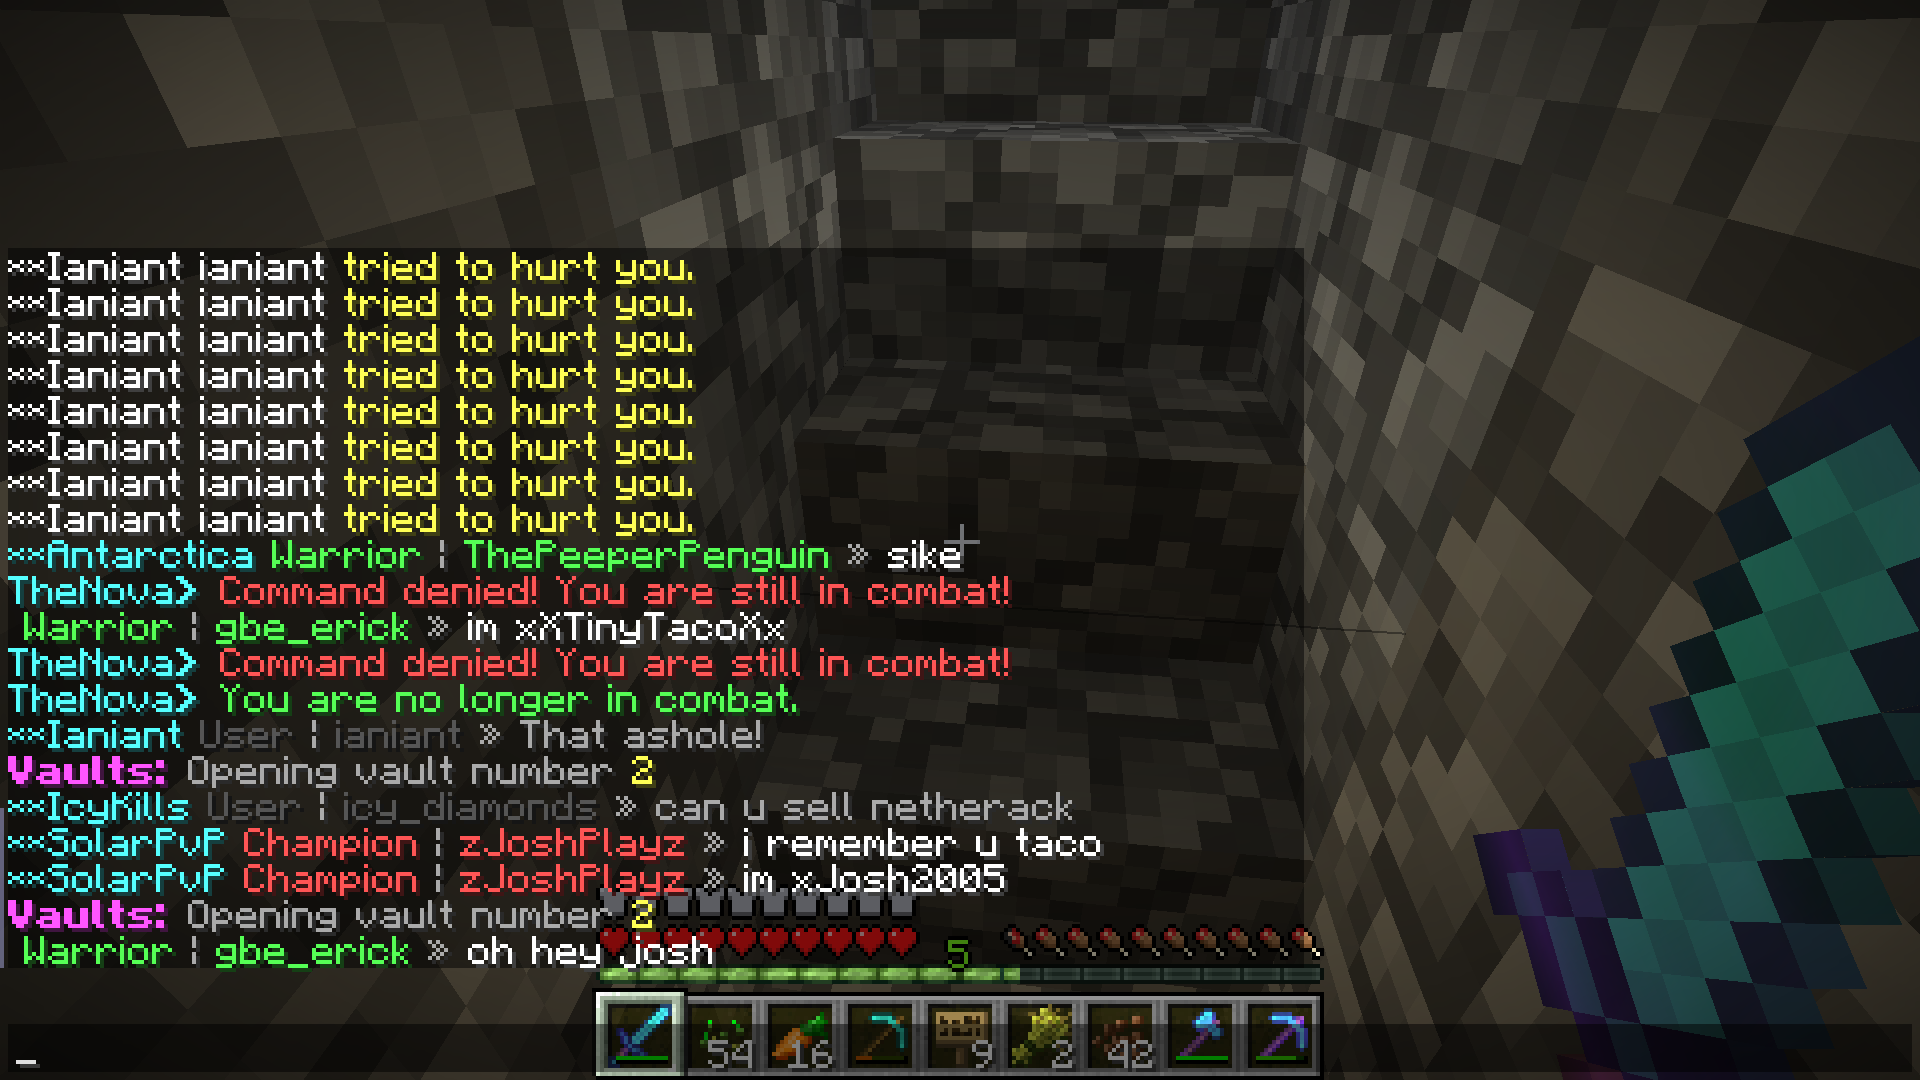 **Ianiant ianiant tried to hurt you.
**Ianiant ianiant tried to hurt you.
**Ianiant ianiant tried to hurt you.
**Ianiant ianiant tried to hurt you.
**Ianiant ianiant tried to hurt you.
**Ianiant ianiant tried to hurt you.
**Ianiant ianiant tried to hurt you.
**Ianiant ianiant tried to hurt you.
**Antarctica Warrior ¦ ThePeeperPenguin » sike
TheNova> Command denied! You are still in combat!
Warrior ¦ gbe_erick » im xXTinyTacoXx
TheNova> Command denied! You are still in combat!
TheNova> You are no longer in combat.
**Ianiant User ¦ ianiant » That ashole!
Vaults: Opening vault number 2
**IcyKills User ¦ icy_diamonds » can u sell netherack
**SolarPvP Champion ¦ zJoshPlayz » i remember u taco
**SolarPvP Champion ¦ zJoshPlayz » im xJosh2005
Vaults: Opening vault number 2
Warrior ¦ gbe_erick » oh hey josh
5
54 16 9 2 42
_